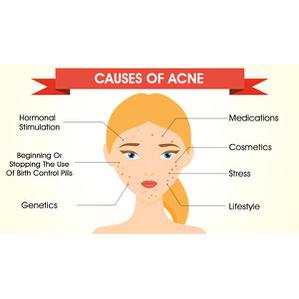 CAUSES OF ACNE
Hormonal
Stimulation
Beginning Or
Stopping The Use
Of Birth Control Pills
Genetics
Medications
Cosmetics
Stress
Lifestyle